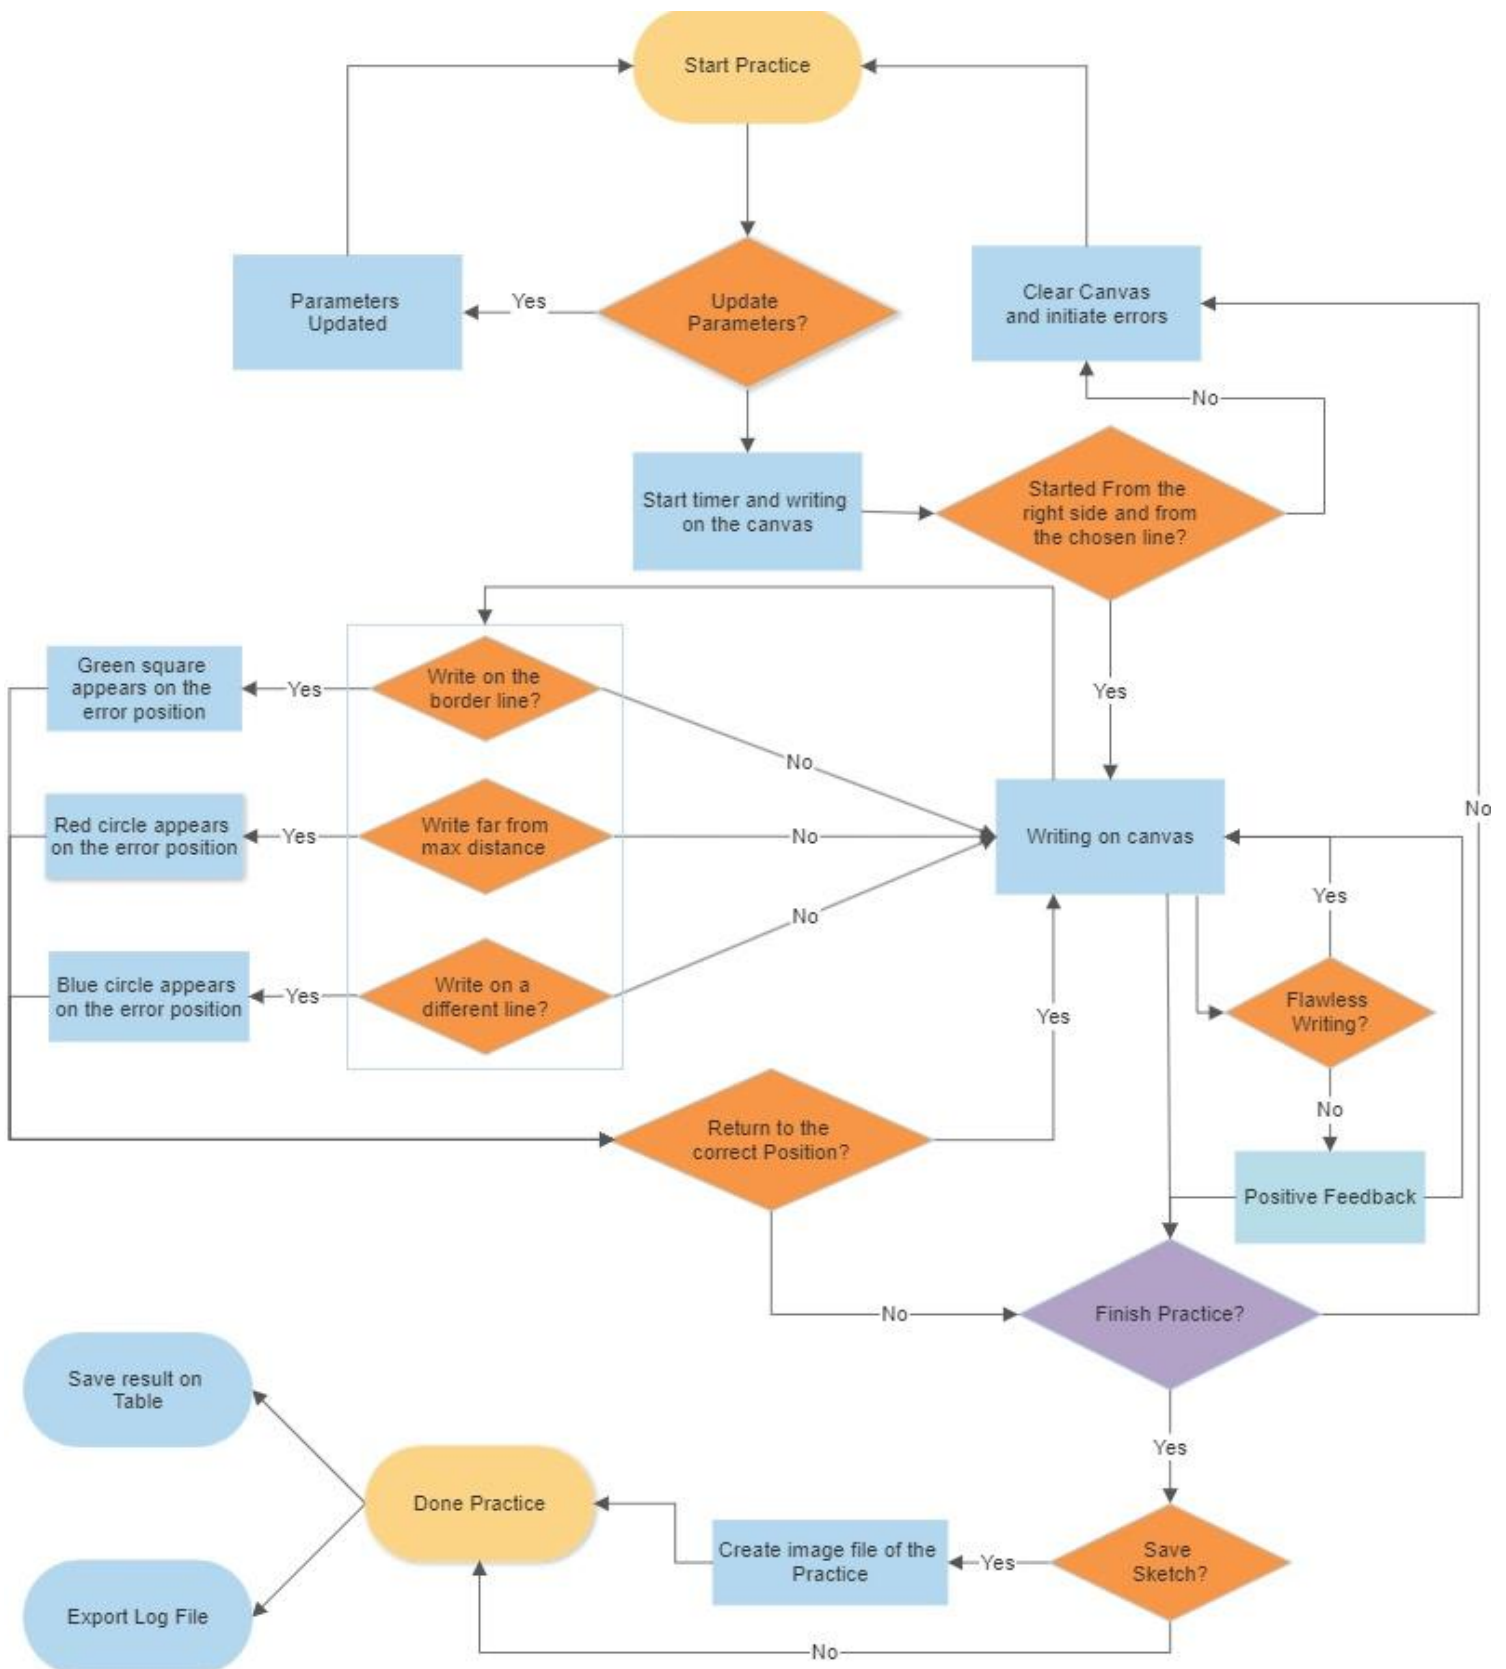 Start Practice
Parameters
Updated
Yes
Update
Parameters?
Clear Canvas
and initiate errors
No
Start timer and writing
on the canvas
Started From the
right side and from
the chosen line?
Green square
appears on the
error position
Yes
Write on the
border line?
Yes
No
No
Red circle appears
on the error position
Yes
Write far from
max distance
No
Writing on canvas
Yes
No
Blue circle appears
on the error position
Yes
Write on a
different line?
Yes
Flawless
Writing?
No
Return to the
correct Position?
Positive Feedback
No
Finish Practice?
Save result on
Table
Yes
Done Practice
Create image file of the
Practice
Yes
Save
Sketch?
Export Log File
No